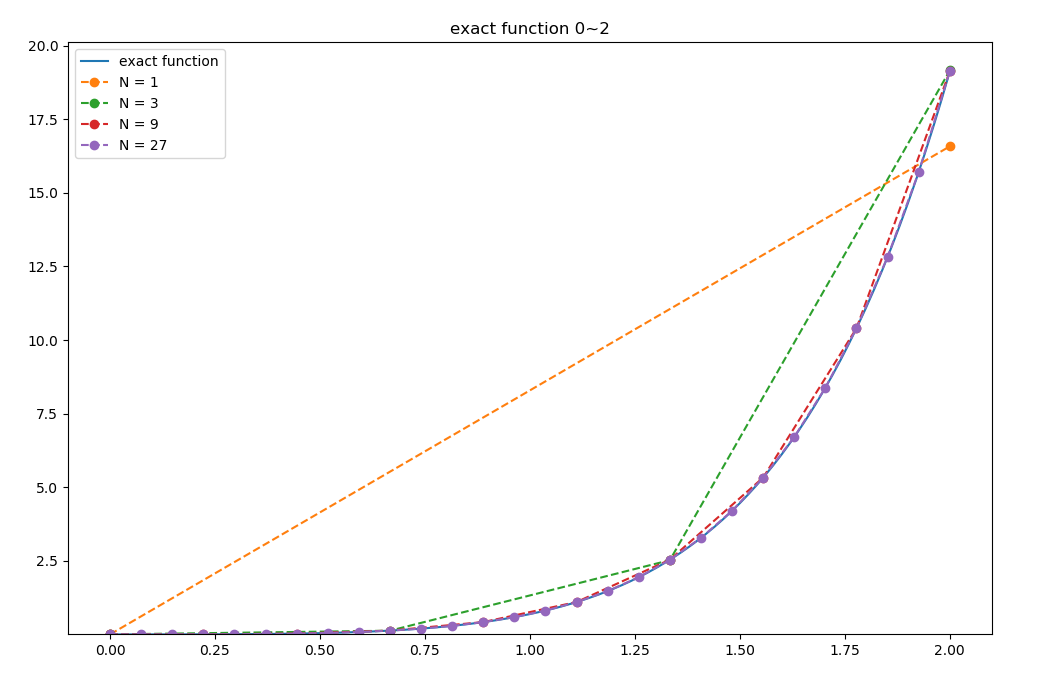 exact function 0~2
exact function
N = 1
N = 3
N = 9
N = 27
20.0
17.5
15.0
12.5
10.0
7.5
5.0
2.5
0.00 0.25 0.50 0.75 1.00 1.25 1.50 1.75 2.00